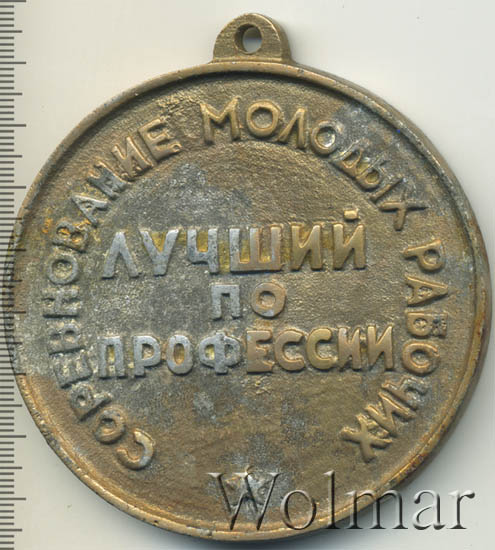 СОРЕВНОВАНИЕ МОЛОДЫХ РАБОЧИХ
ЛУЧШИЙ
ПО
ПРОФЕССИИ
Wolmar